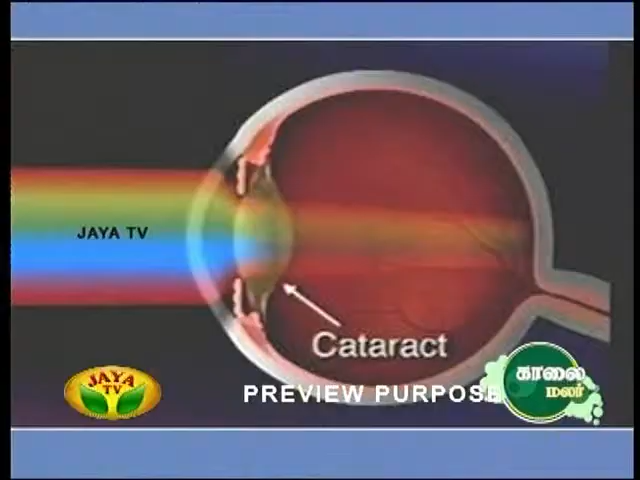 JAYA TV
Cataract
JAYA
TV
PREVIEW PURPOSE
காலை
மலர்